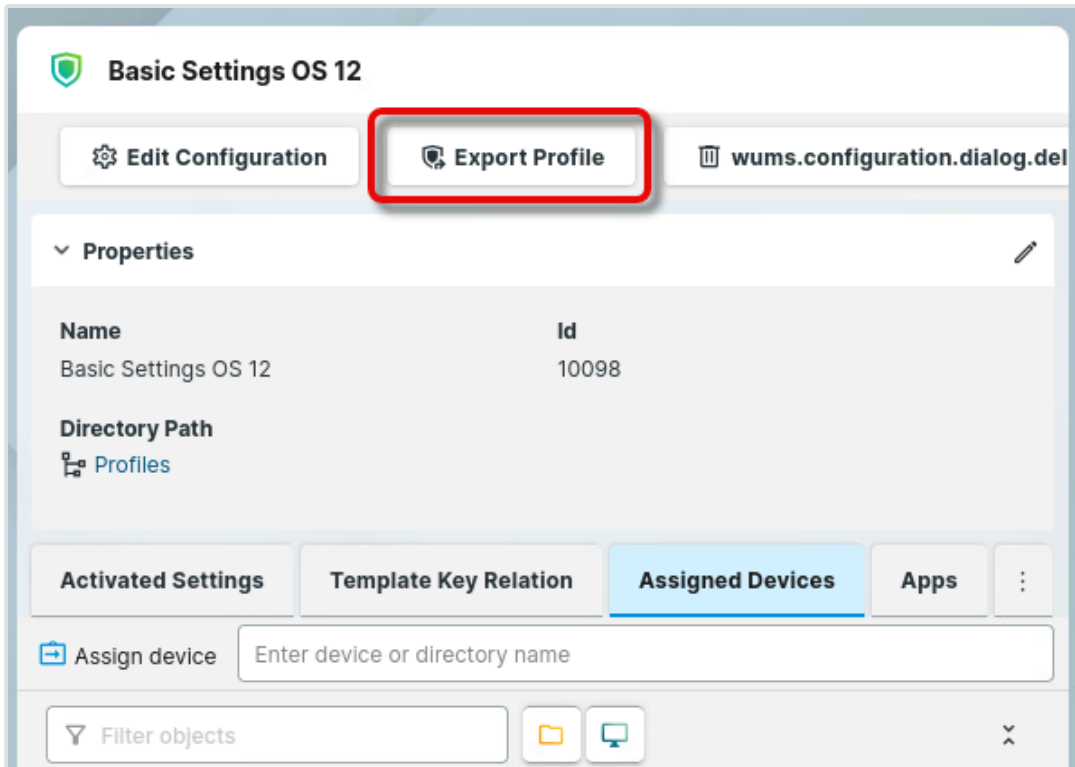 Basic Settings OS 12
Edit Configuration Export Profile wums.configuration.dialog.del
Properties
Name Id
Basic Settings OS 12 10098
Directory Path
Profiles
Activated Settings Template Key Relation Assigned Devices Apps
Assign device Enter device or directory name
Filter objects